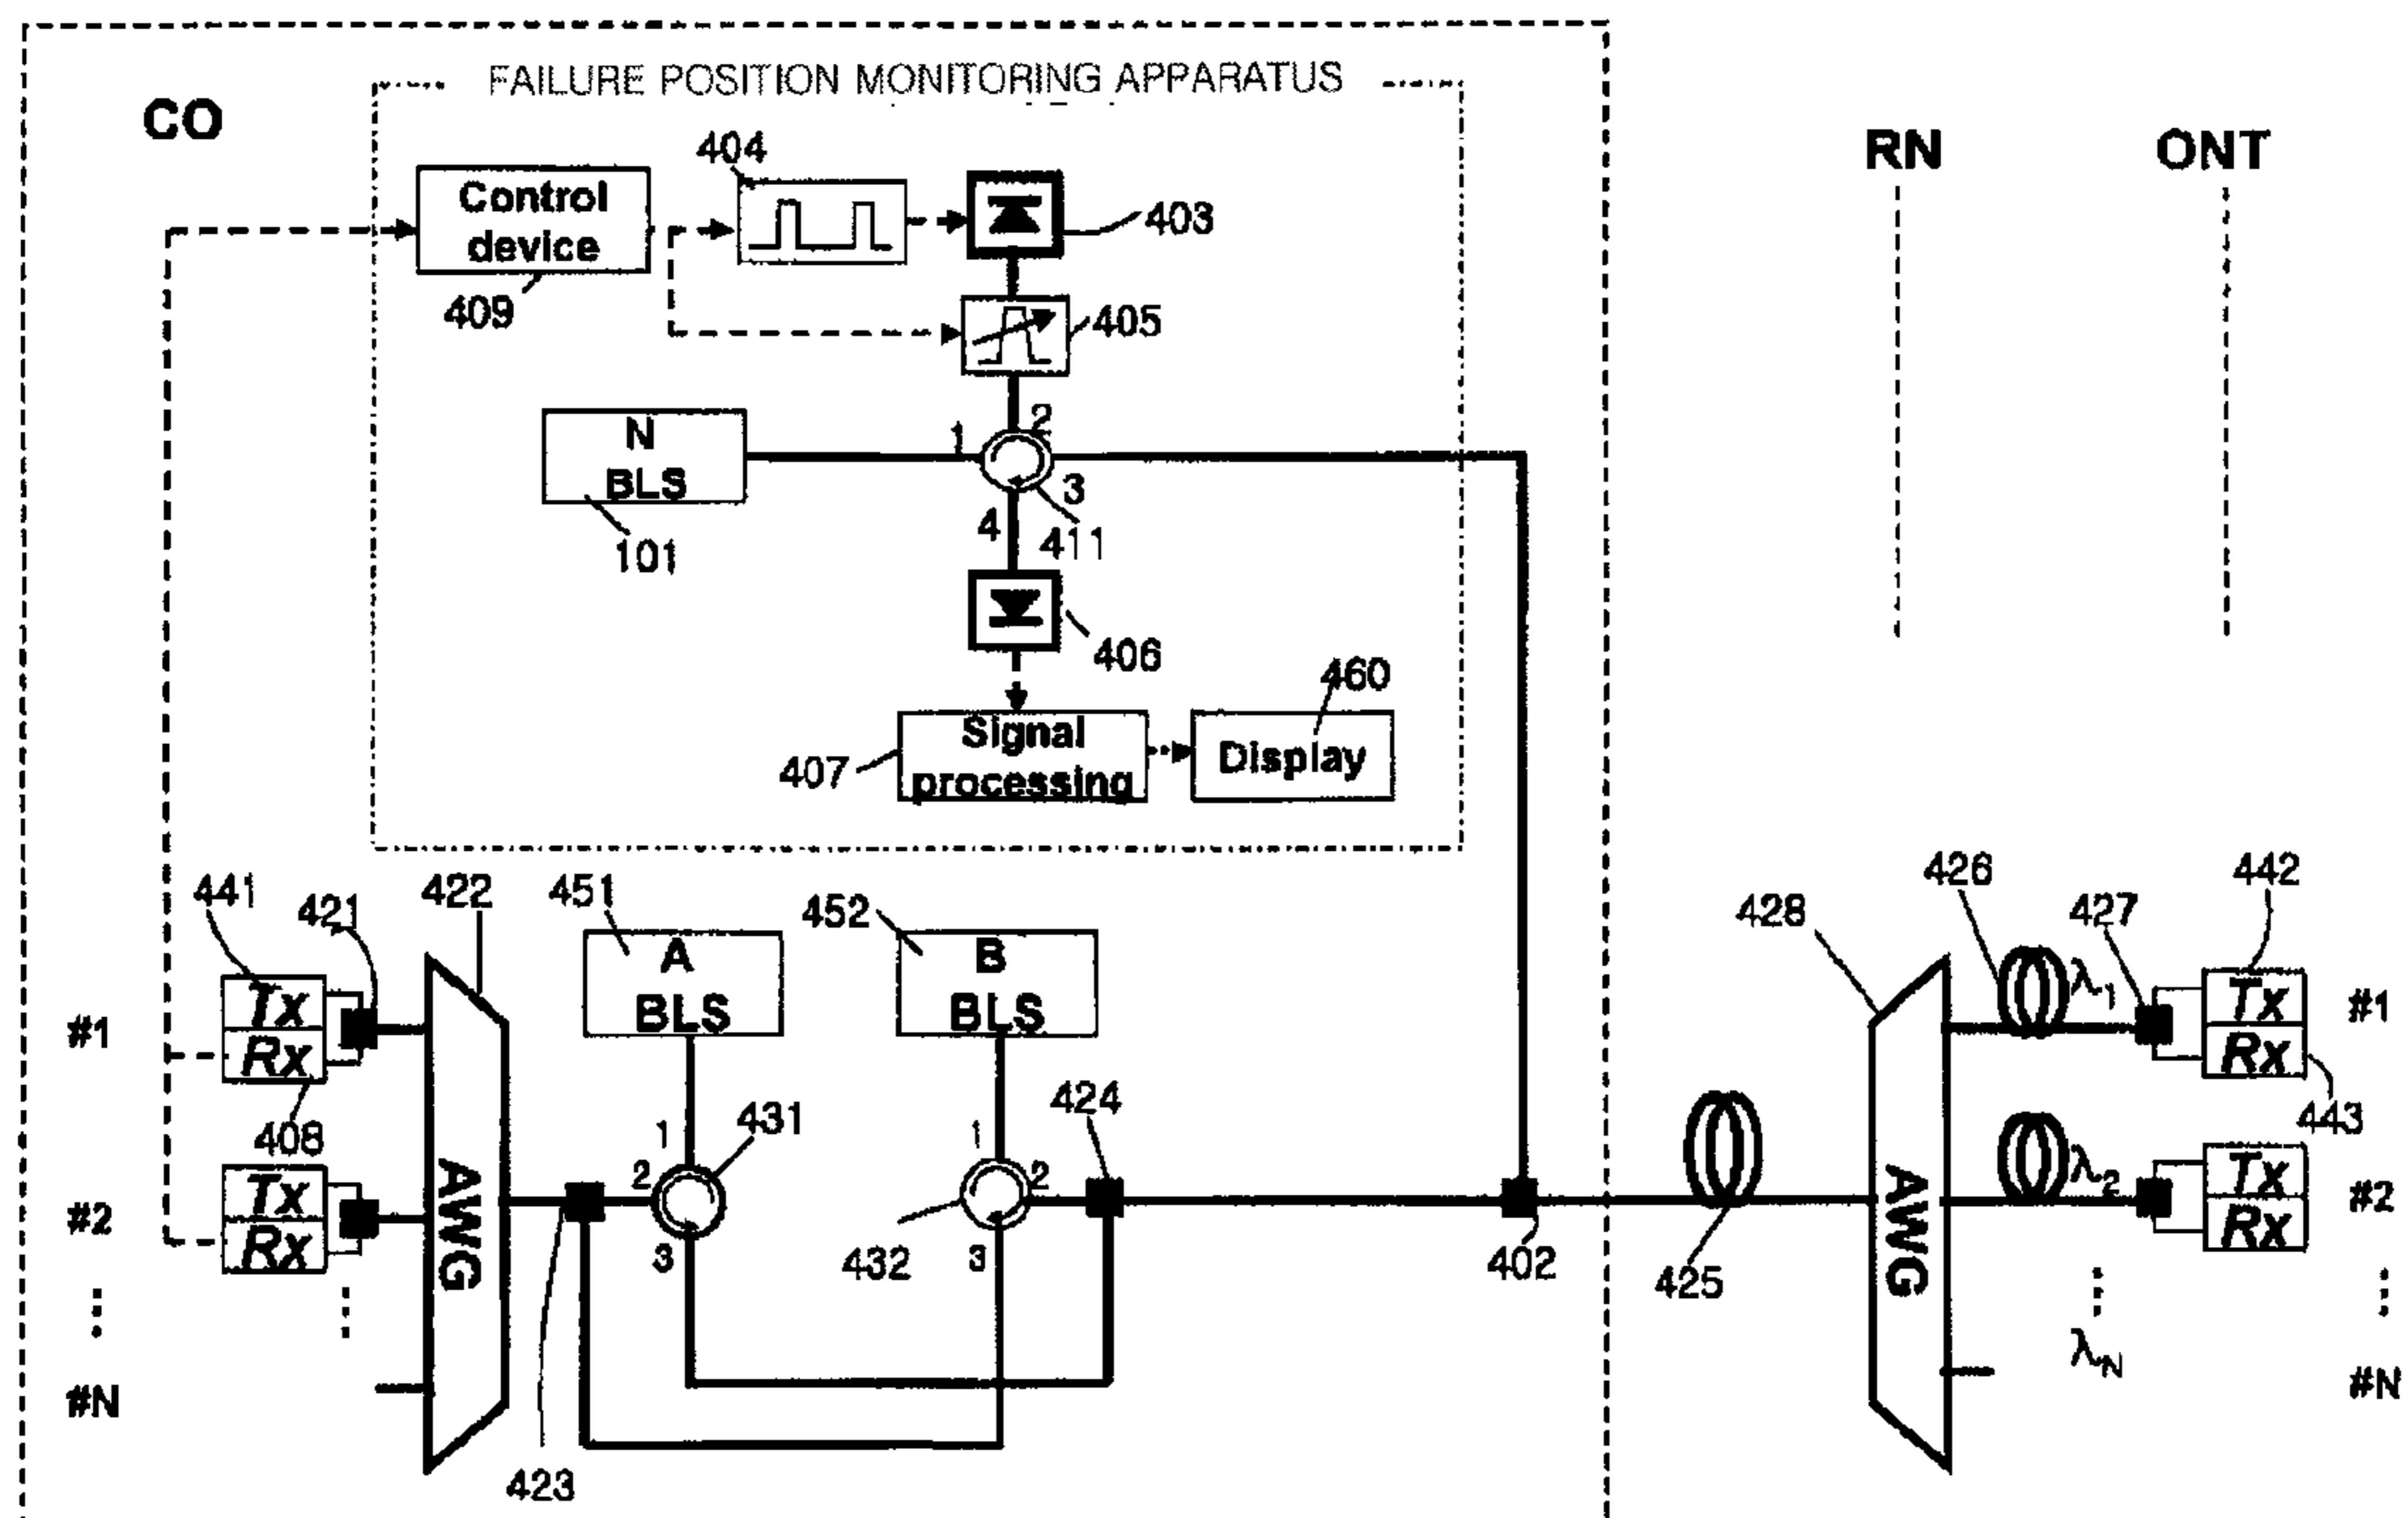 FAILURE POSITION MONITORING APPARATUS
CO
RN
ONT
404
Control
device
403
409
405
N
BLS
1
2
3
4
411
101
406
460
Signal
processing
407
Display
441
421
422
451
452
428
426
427
442
A
BLS
B
BLS
#1
Tx
Rx
λ1
Tx
Rx
#1
424
408
1
431
1
443
2
2
#2
Tx
Rx
AWG
AWG
λ2
Tx
Rx
#2
3
432
3
402
425
λN
#N
#N
423